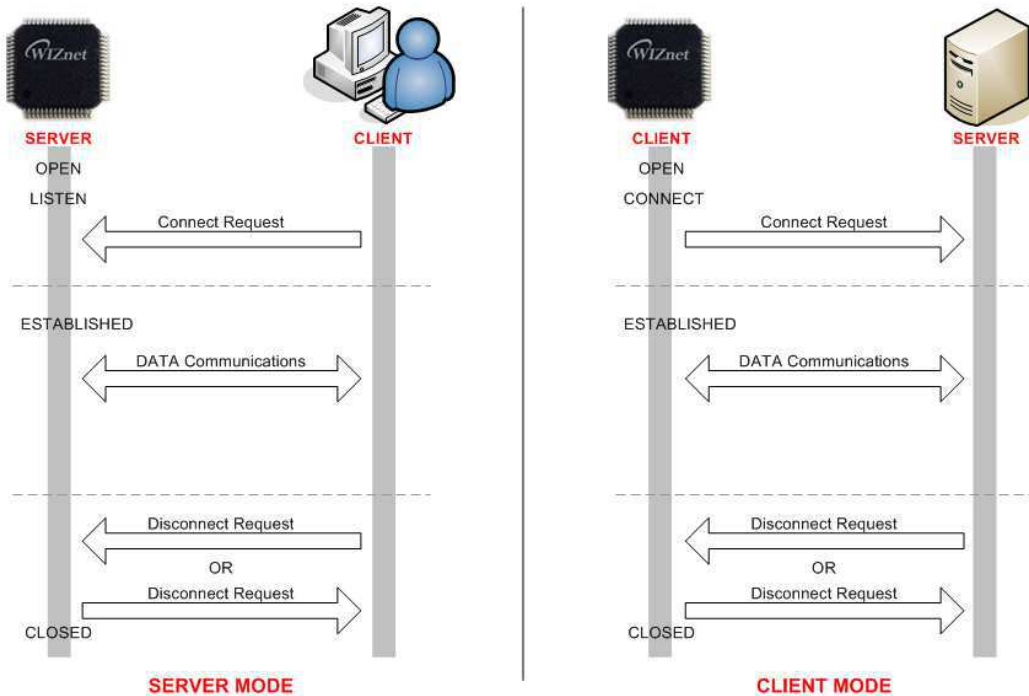 WIZnet
SERVER
CLIENT
OPEN
LISTEN
Connect Request
ESTABLISHED
DATA Communications
Disconnect Request
OR
Disconnect Request
CLOSED
SERVER MODE
WIZnet
CLIENT
SERVER
OPEN
CONNECT
Connect Request
ESTABLISHED
DATA Communications
Disconnect Request
OR
Disconnect Request
CLOSED
CLIENT MODE